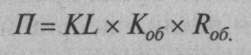 П = KL × Kоб × Rоб.